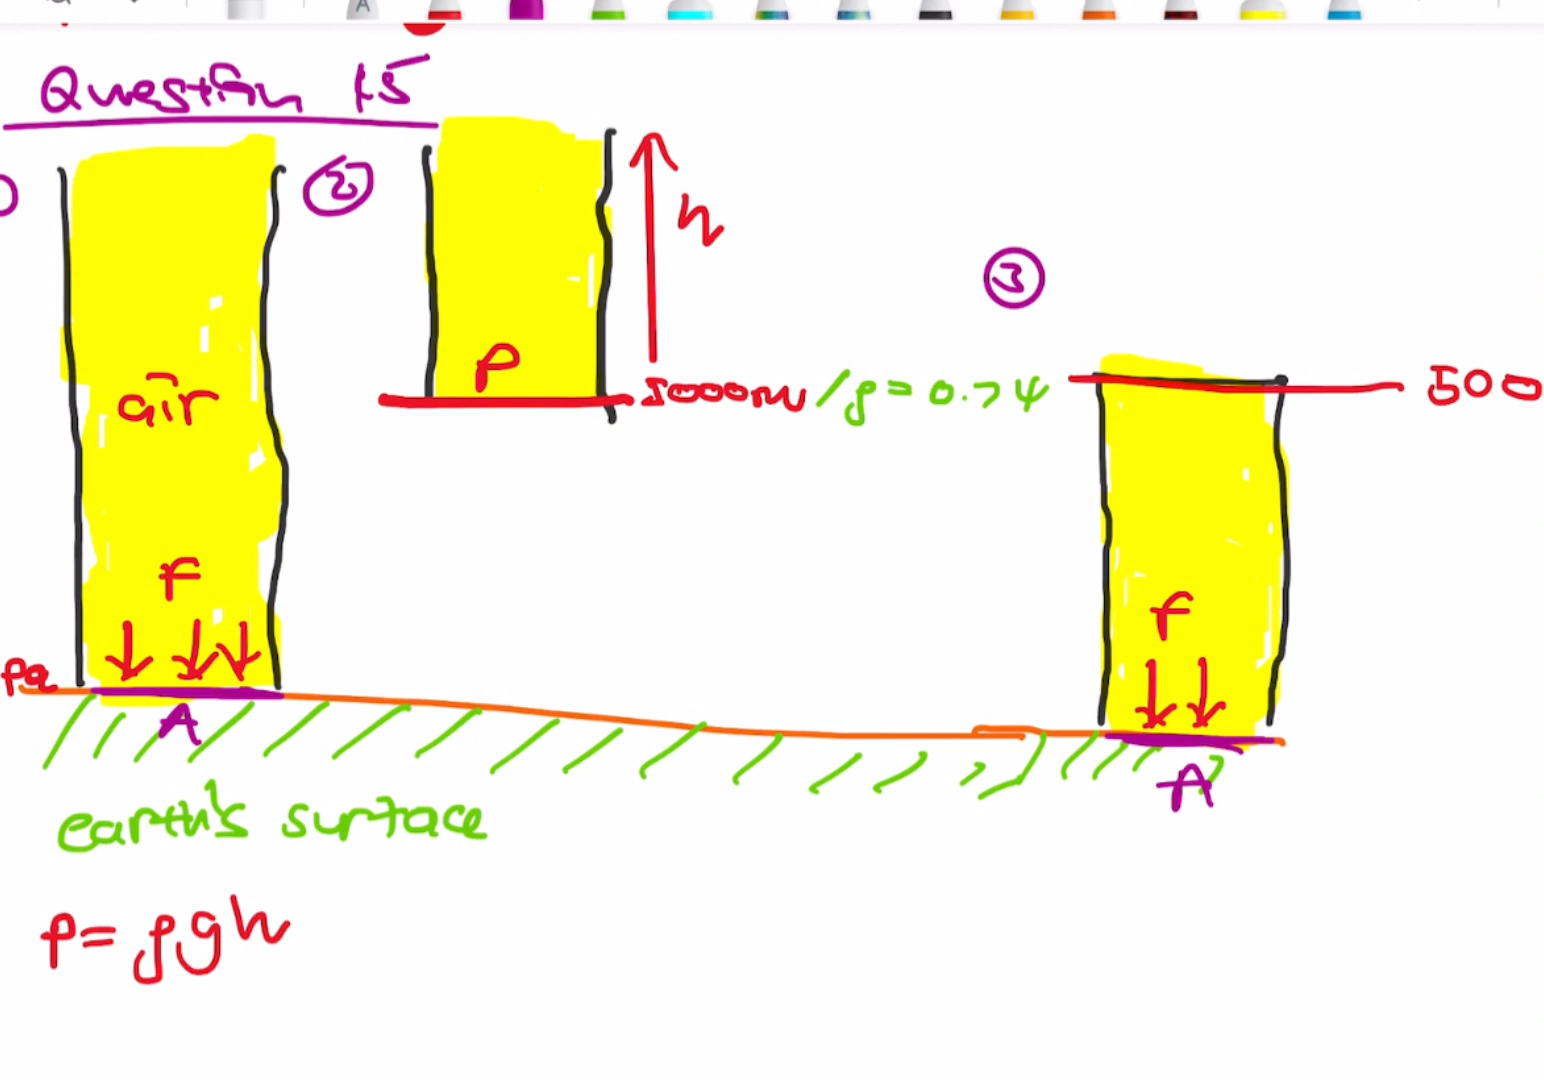 A
Question 15
②
h
③
air
P
5000m /ρ = 0.74
500
F
F
Pa
A
A
earth's surface
P = ρgh